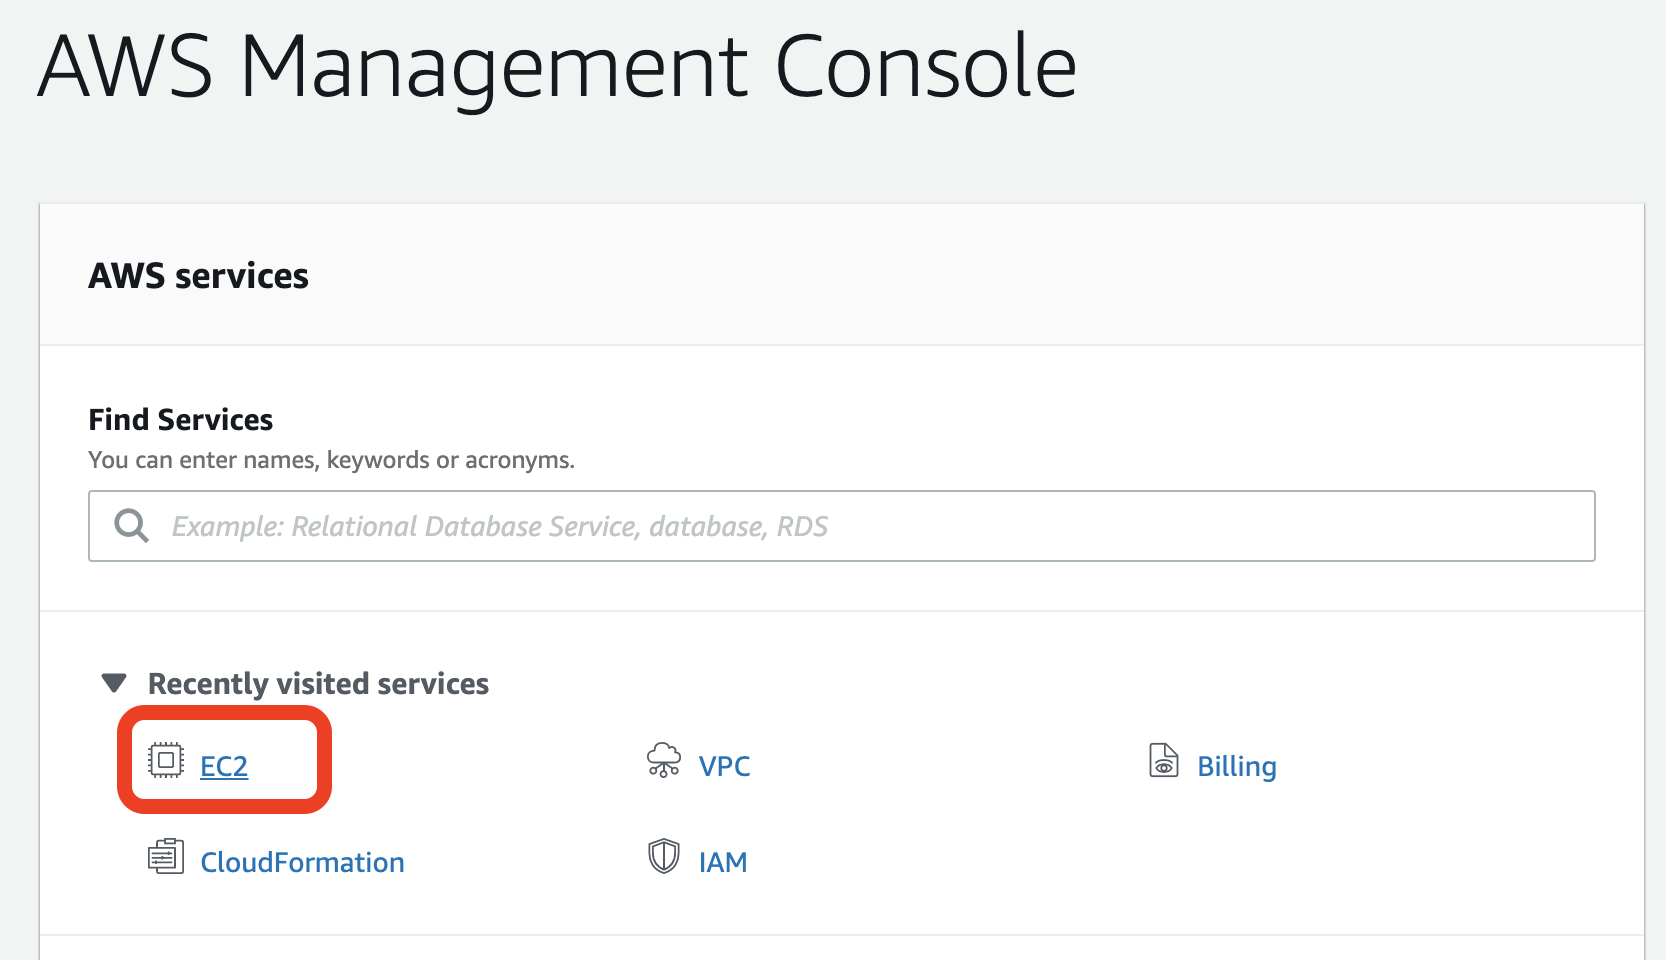 AWS Management Console
AWS services
Find Services
You can enter names, keywords or acronyms.
Example: Relational Database Service, database, RDS
Recently visited services
EC2
VPC
Billing
CloudFormation
IAM